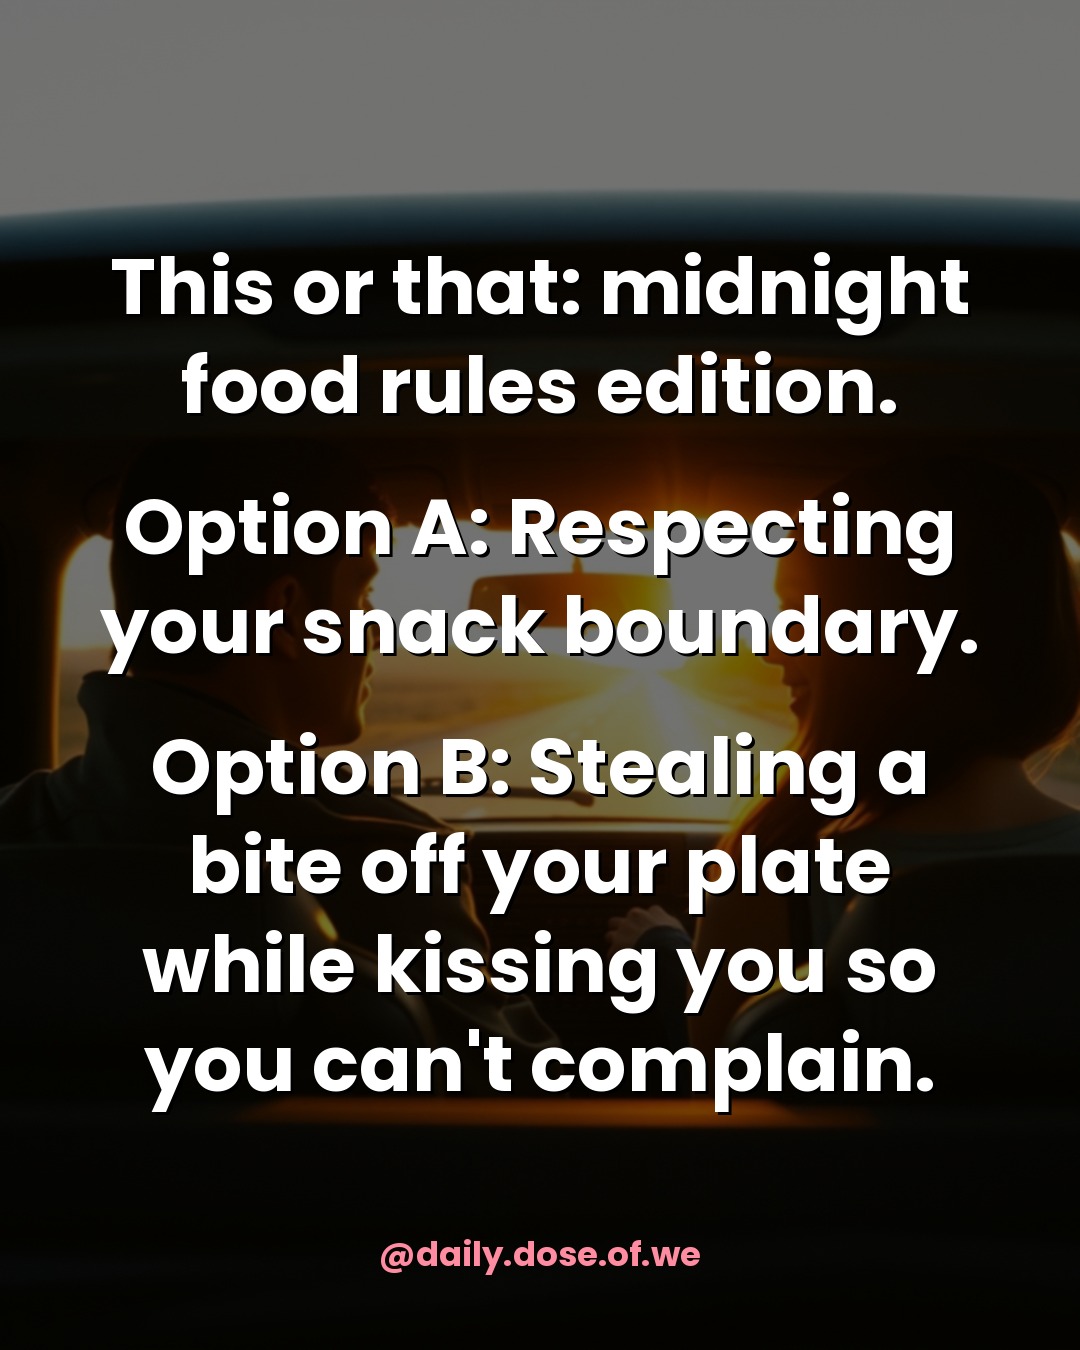 This or that: midnight
food rules edition.
Option A: Respecting
your snack boundary.
Option B: Stealing a
bite off your plate
while kissing you so
you can't complain.
@daily.dose.of.we